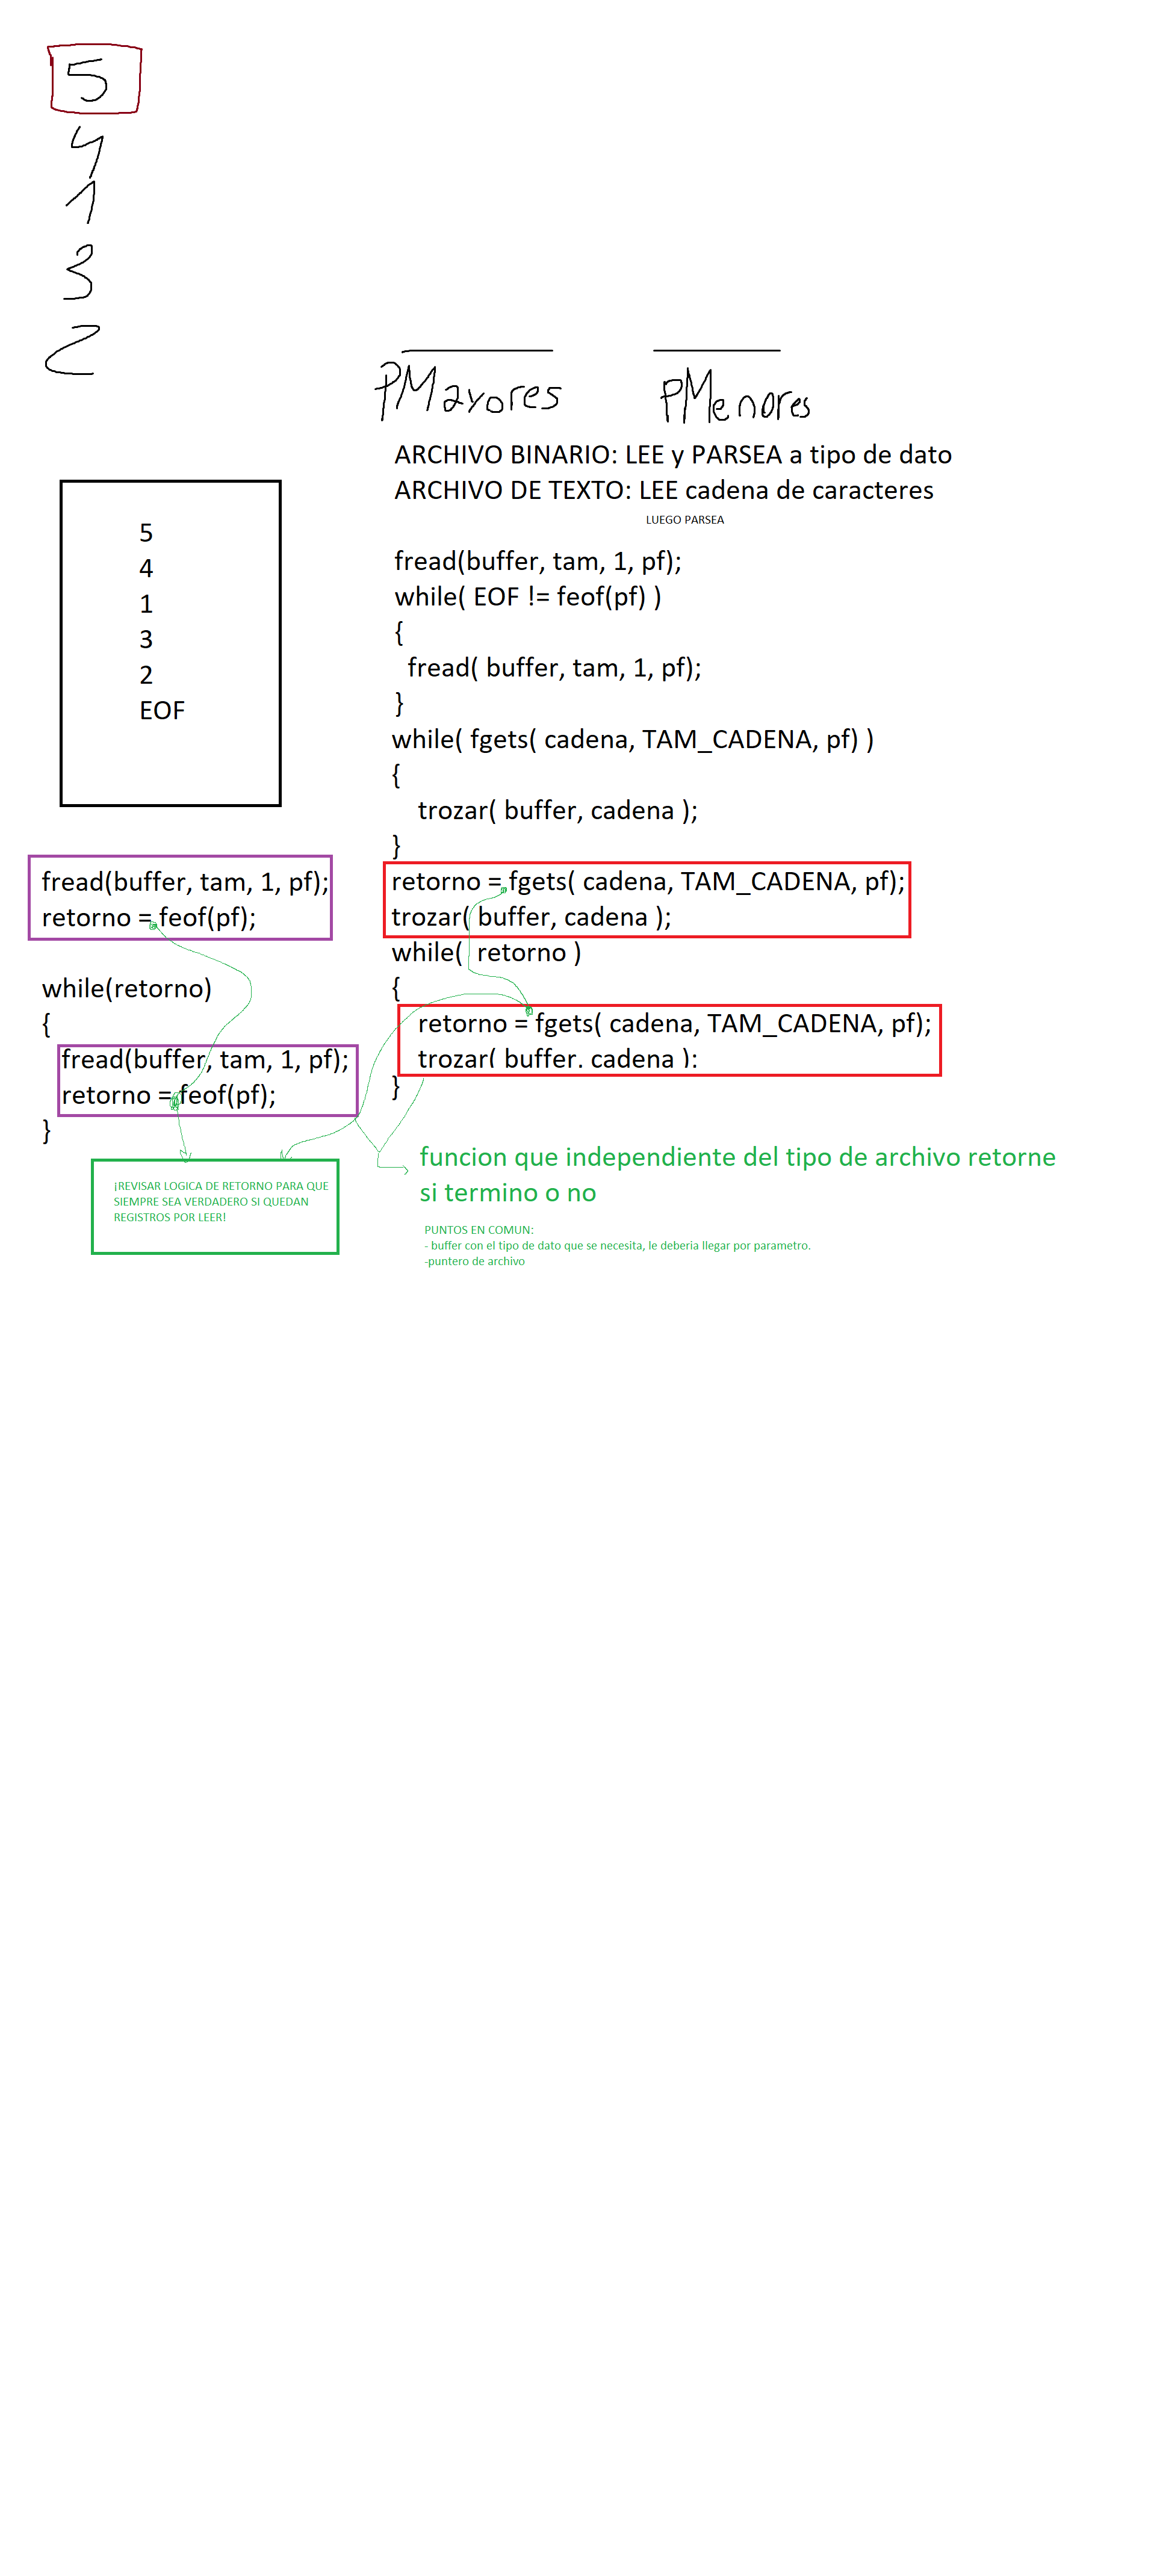 5
4
1
3
2
PMayores
PMenores
ARCHIVO BINARIO: LEE y PARSEA a tipo de dato
ARCHIVO DE TEXTO: LEE cadena de caracteres
LUEGO PARSEA
5
4
1
3
2
EOF
fread(buffer, tam, 1, pf);
while( EOF != feof(pf) )
{
fread( buffer, tam, 1, pf);
}
while( fgets( cadena, TAM_CADENA, pf) )
{
trozar( buffer, cadena );
}
fread(buffer, tam, 1, pf);
retorno = feof(pf);
while(retorno)
{
fread(buffer, tam, 1, pf);
retorno = feof(pf);
}
retorno = fgets( cadena, TAM_CADENA, pf);
trozar( buffer, cadena );
while( retorno )
{
retorno = fgets( cadena, TAM_CADENA, pf);
trozar( buffer. cadena ):
}
¡REVISAR LOGICA DE RETORNO PARA QUE
SIEMPRE SEA VERDADERO SI QUEDAN
REGISTROS POR LEER!
funcion que independiente del tipo de archivo retorne
si termino o no
PUNTOS EN COMUN:
- buffer con el tipo de dato que se necesita, le deberia llegar por parametro.
-puntero de archivo